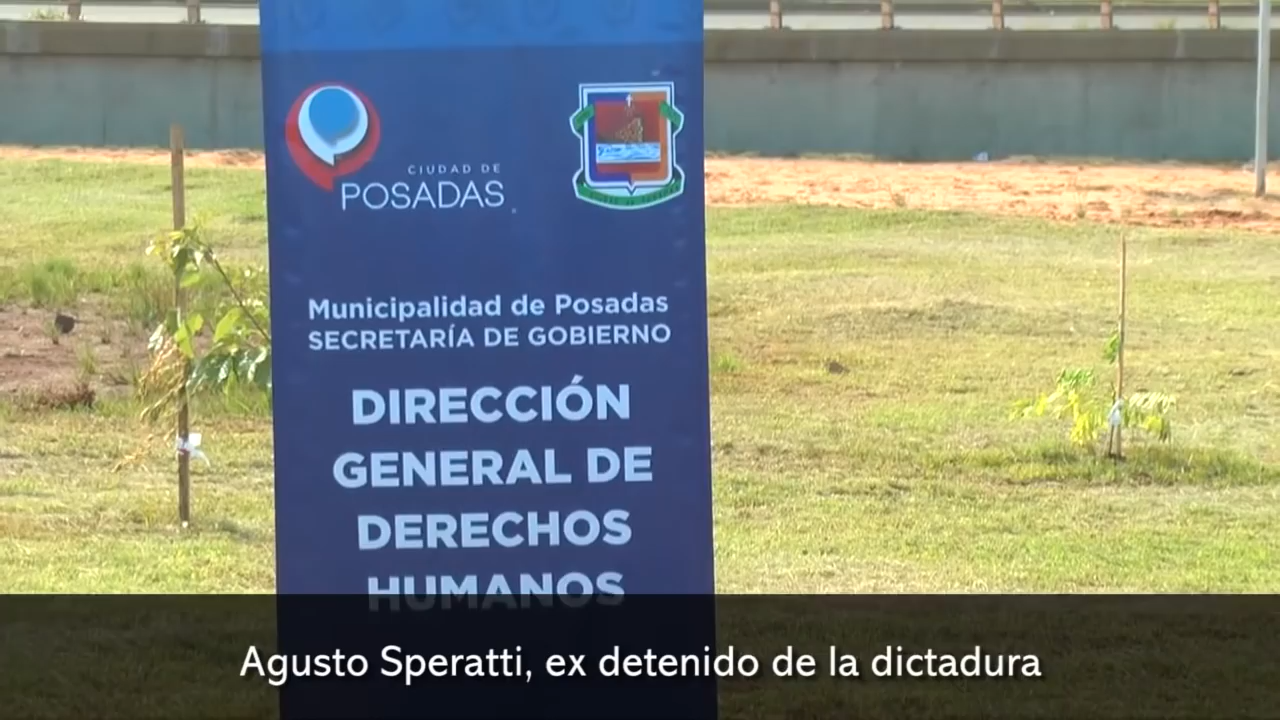 CIUDAD DE
POSADAS
Municipalidad de Posadas
SECRETARÍA DE GOBIERNO
DIRECCIÓN
GENERAL DE
DERECHOS
HUMANOS
Agusto Speratti, ex detenido de la dictadura